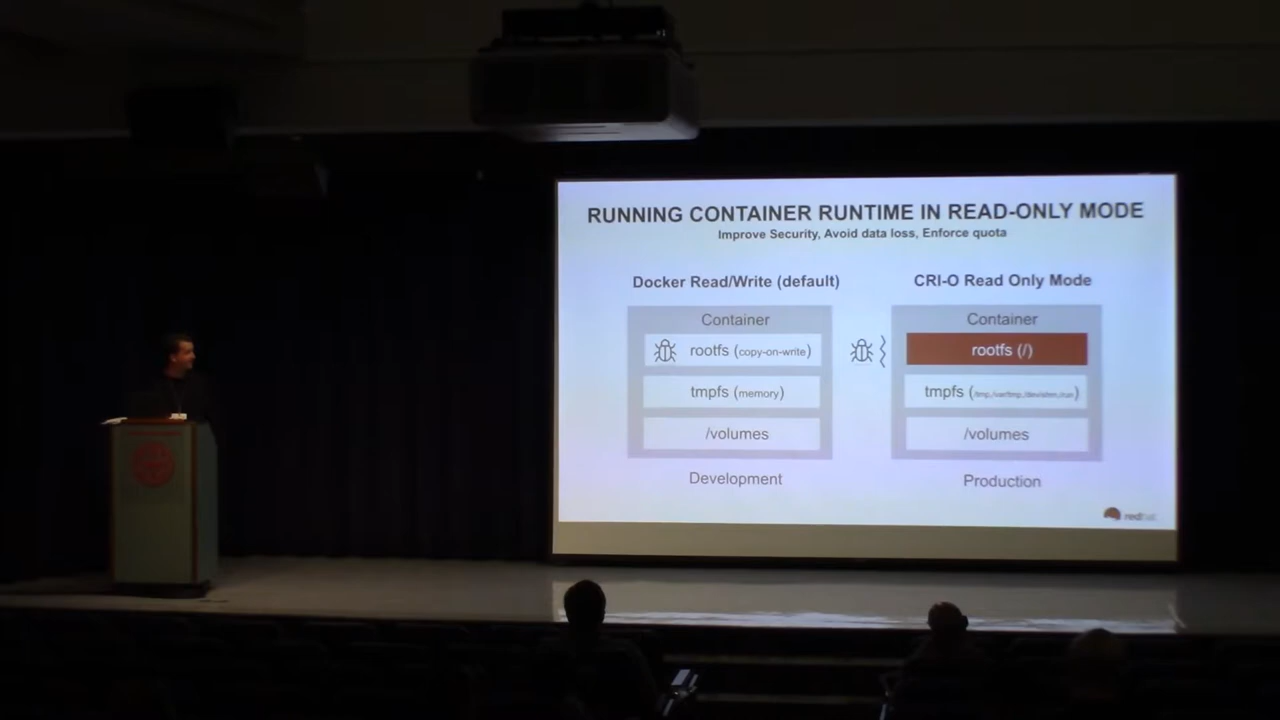 RUNNING CONTAINER RUNTIME IN READ-ONLY MODE
Improve Security, Avoid data loss, Enforce quota
Docker Read/Write (default)
Container
rootfs (copy-on-write)
tmpfs (memory)
/volumes
Development
CRI-O Read Only Mode
Container
rootfs (/)
tmpfs
/volumes
Production
redhat